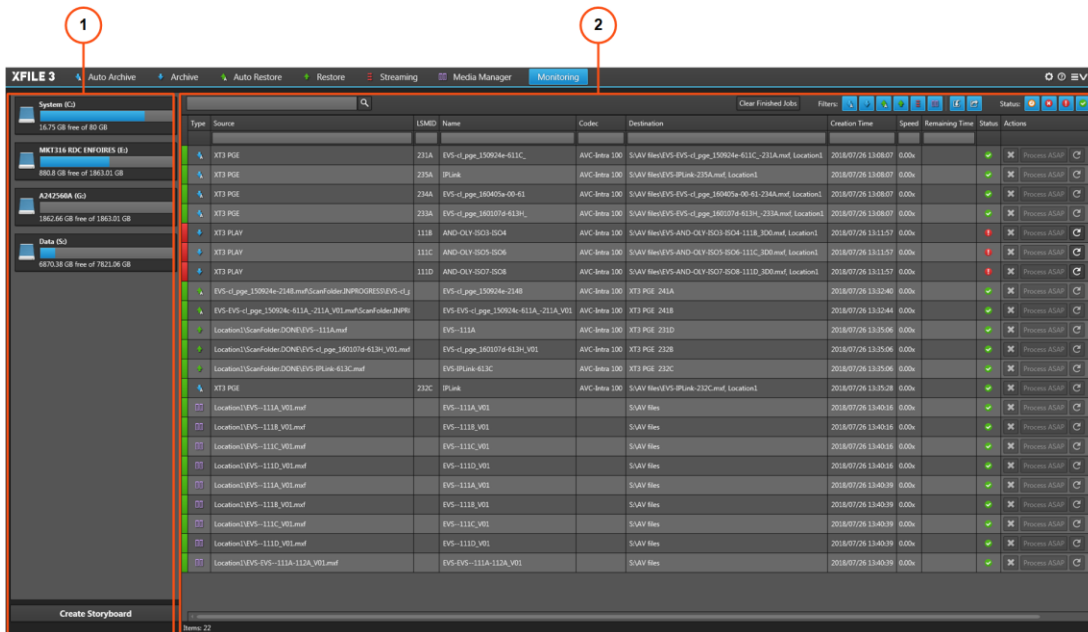 1
2
XFILE 3 Auto Archive Archive Auto Restore Restore Streaming Media Manager Monitoring
System (C:)
16.75 GB free of 80 GB
MKT316 RDC ENFOIRES (E:)
880.8 GB free of 1863.01 GB
A242560A (G:)
1862.66 GB free of 1863.01 GB
Data (S:)
6870.38 GB free of 7821.06 GB
Create Storyboard
Clear Finished Jobs Filters: Status:
Type Source LSMID Name Codec Destination Creation Time Speed Remaining Time Status Actions
XT3 PGE 231A EVS-cl_pge_150924e-611C_ AVC-Intra 100 S:\AV files\EVS-EVS-cl_pge_150924e-611C_-231A.mxf, Location1 2018/07/26 13:08:07 0.00x Process ASAP
XT3 PGE 235A IPLink AVC-Intra 100 S:\AV files\EVS-IPLink-235A.mxf, Location1 2018/07/26 13:08:07 0.00x Process ASAP
XT3 PGE 234A EVS-cl_pge_160405a-00-61 AVC-Intra 100 S:\AV files\EVS-EVS-cl_pge_160405a-00-61-234A.mxf, Location1 2018/07/26 13:08:07 0.00x Process ASAP
XT3 PGE 233A EVS-cl_pge_160107d-613H_ AVC-Intra 100 S:\AV files\EVS-EVS-cl_pge_160107d-613H_-233A.mxf, Location1 2018/07/26 13:08:07 0.00x Process ASAP
XT3 PLAY 111B AND-OLY-ISO3-ISO4 AVC-Intra 100 S:\AV files\EVS-AND-OLY-ISO3-ISO4-111B_3D0.mxf, Location1 2018/07/26 13:11:57 0.00x Process ASAP
XT3 PLAY 111C AND-OLY-ISO5-ISO6 AVC-Intra 100 S:\AV files\EVS-AND-OLY-ISO5-ISO6-111C_3D0.mxf, Location1 2018/07/26 13:11:57 0.00x Process ASAP
XT3 PLAY 111D AND-OLY-ISO7-ISO8 AVC-Intra 100 S:\AV files\EVS-AND-OLY-ISO7-ISO8-111D_3D0.mxf, Location1 2018/07/26 13:11:57 0.00x Process ASAP
EVS-cl_pge_150924e-214B.mxf\ScanFolder.INPROGRESS\EVS-cl_p EVS-cl_pge_150924e-214B AVC-Intra 100 XT3 PGE 241A 2018/07/26 13:32:40 0.00x Process ASAP
EVS-EVS-cl_pge_150924c-611A_-211A_V01.mxf\ScanFolder.INPR EVS-EVS-cl_pge_150924c-611A_-211A_V01 AVC-Intra 100 XT3 PGE 241B 2018/07/26 13:32:44 0.00x Process ASAP
Location1\ScanFolder.DONE\EVS--111A.mxf EVS--111A AVC-Intra 100 XT3 PGE 231D 2018/07/26 13:35:06 0.00x Process ASAP
Location1\ScanFolder.DONE\EVS-cl_pge_160107d-613H_V01.mxf EVS-cl_pge_160107d-613H_V01 AVC-Intra 100 XT3 PGE 232B 2018/07/26 13:35:06 0.00x Process ASAP
Location1\ScanFolder.DONE\EVS-IPLink-613C.mxf EVS-IPLink-613C AVC-Intra 100 XT3 PGE 232C 2018/07/26 13:35:06 0.00x Process ASAP
XT3 PGE 232C IPLink AVC-Intra 100 S:\AV files\EVS-IPLink-232C.mxf, Location1 2018/07/26 13:35:28 0.00x Process ASAP
Location1\EVS--111A_V01.mxf EVS--111A_V01 S:\AV files 2018/07/26 13:40:16 0.00x Process ASAP
Location1\EVS--111B_V01.mxf EVS--111B_V01 S:\AV files 2018/07/26 13:40:16 0.00x Process ASAP
Location1\EVS--111C_V01.mxf EVS--111C_V01 S:\AV files 2018/07/26 13:40:16 0.00x Process ASAP
Location1\EVS--111D_V01.mxf EVS--111D_V01 S:\AV files 2018/07/26 13:40:16 0.00x Process ASAP
Location1\EVS--111A_V01.mxf EVS--111A_V01 S:\AV files 2018/07/26 13:40:39 0.00x Process ASAP
Location1\EVS--111B_V01.mxf EVS--111B_V01 S:\AV files 2018/07/26 13:40:39 0.00x Process ASAP
Location1\EVS--111C_V01.mxf EVS--111C_V01 S:\AV files 2018/07/26 13:40:39 0.00x Process ASAP
Location1\EVS--111D_V01.mxf EVS--111D_V01 S:\AV files 2018/07/26 13:40:39 0.00x Process ASAP
Location1\EVS-EVS--111A-112A_V01.mxf EVS-EVS--111A-112A_V01 S:\AV files 2018/07/26 13:40:39 0.00x Process ASAP
Items: 22